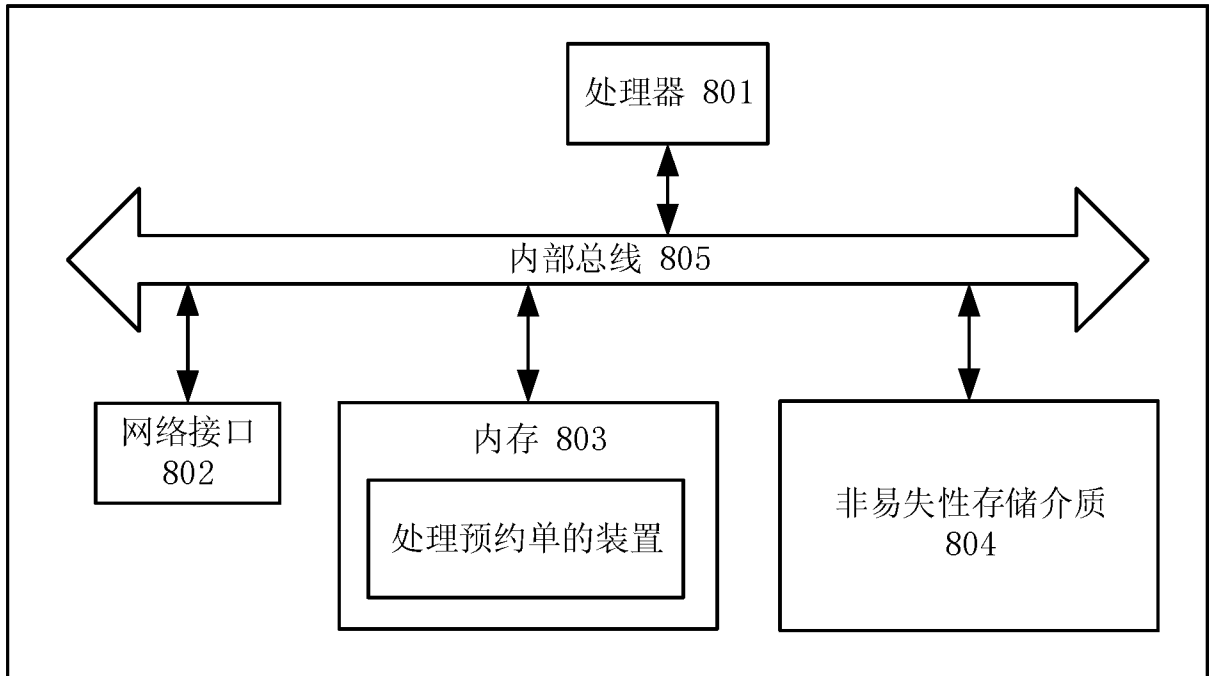 处理器 801
内部总线 805
网络接口
802
内存 803
处理预约单的装置
非易失性存储介质
804